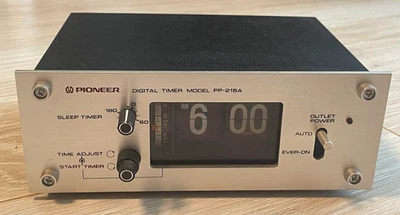 PIONEER DIGITAL TIMER MODEL PP-215A
SLEEP TIMER
180
60
AM
6 00
TIME ADJUST
START TIMER
OUTLET
POWER
AUTO
EVER-ON